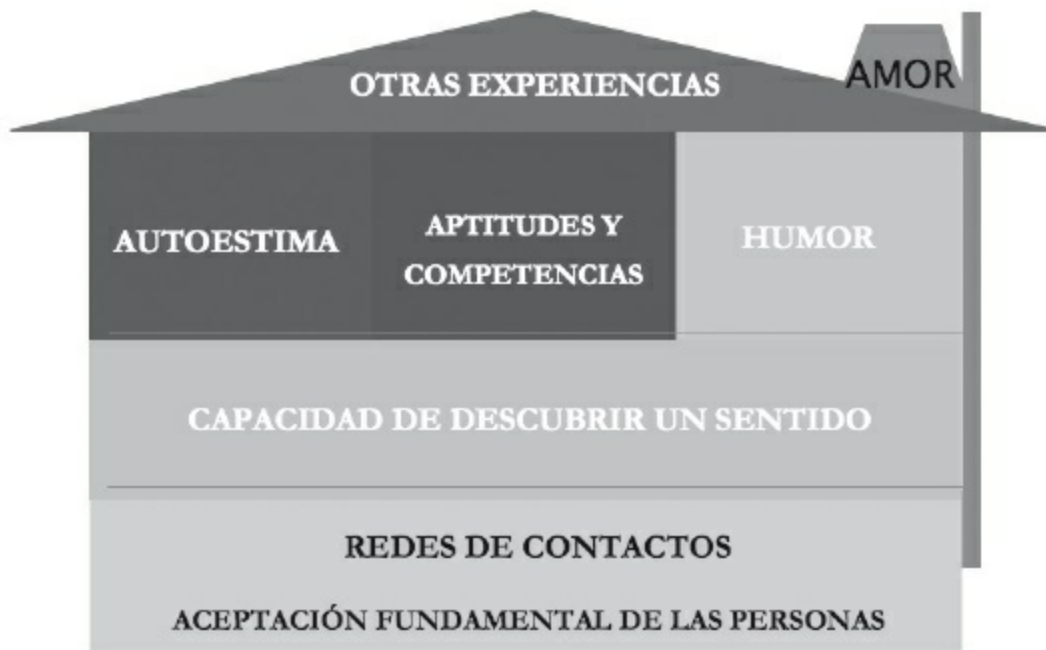 OTRAS EXPERIENCIAS
AMOR
AUTOESTIMA
APTITUDES Y
COMPETENCIAS
HUMOR
CAPACIDAD DE DESCUBRIR UN SENTIDO
REDES DE CONTACTOS
ACEPTACIÓN FUNDAMENTAL DE LAS PERSONAS